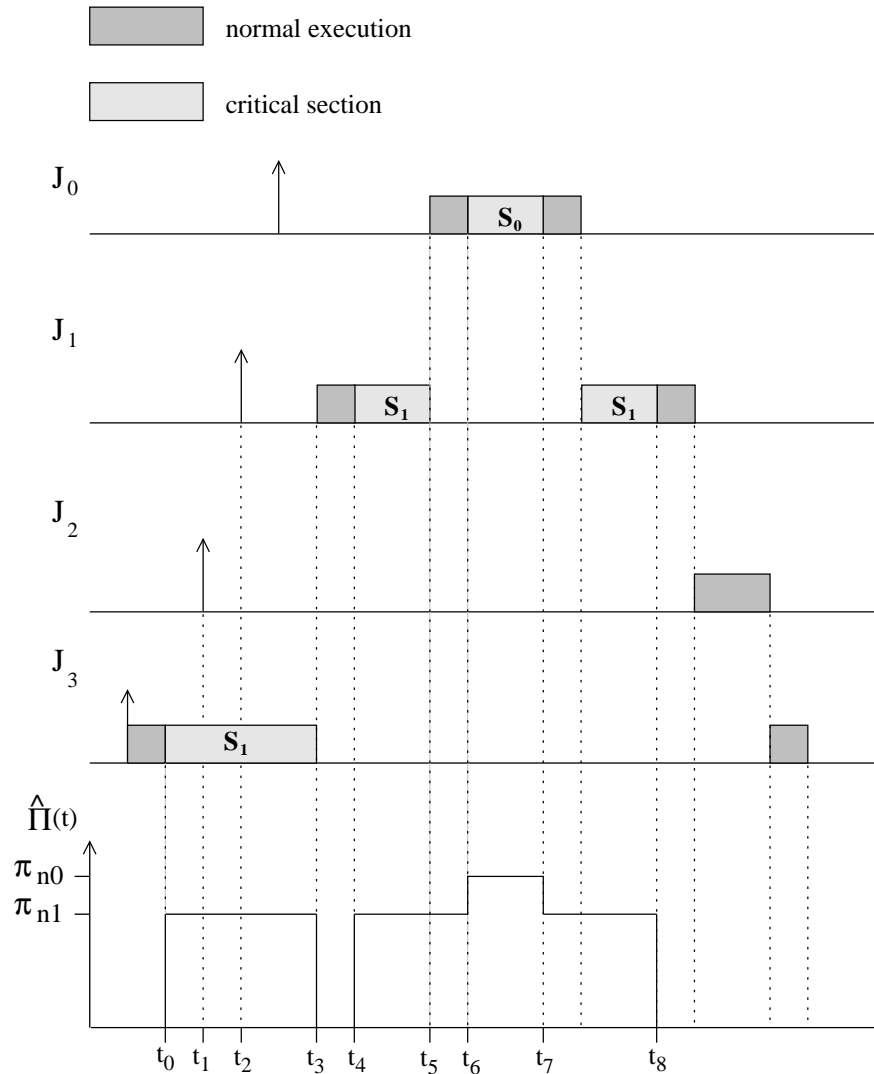 normal execution
critical section
J₀
S₀
J₁
S₁ S₁
J₂
J₃
S₁
Π̂(t)
πₙ₀
πₙ₁
t₀ t₁ t₂ t₃ t₄ t₅ t₆ t₇ t₈